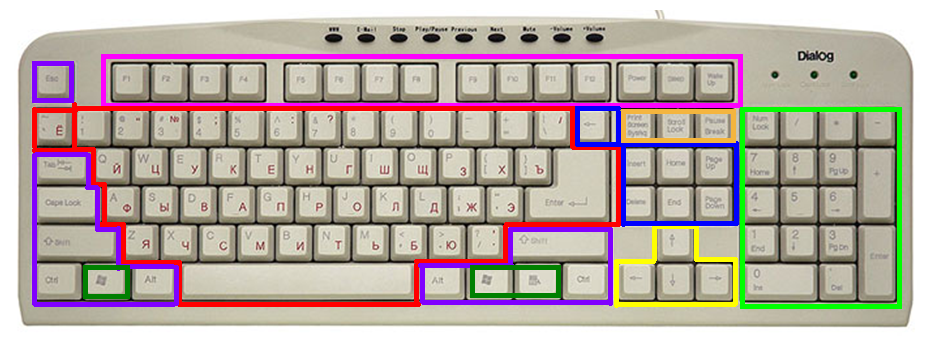 WWW E-Mail Stop Play/Pause Previous Next Mute -Volume +Volume
Dialog
Esc F1 F2 F3 F4 F5 F6 F7 F8 F9 F10 F11 F12 Power Sleep Wake Up
~ Ё 1 @ 2 " # № 3 $ ; 4 % 5 ^ : 6 & ? 7 * 8 ( 9 ) 0 _ - + = | \ / ← Print Screen SysRq Scroll Lock Pause Break Num Lock / * -
Tab Q Й W Ц E У R К T Е Y Н U Г I Ш O Щ P З { [ Х } ] Ъ Insert Home Page Up 7 Home 8 ↑ 9 Pg Up +
Caps Lock A Ф S Ы D В F А G П H Р J О K Л L Д : ; Ж " ' Э Enter Delete End Page Down 4 ← 5 6 →
Shift Z Я X Ч C С V М B И N Т M Ь < , Б > . Ю ? / Shift ↑ 1 End 2 ↓ 3 Pg Dn Enter
Ctrl Alt Alt Ctrl ← ↓ → 0 Ins . Del